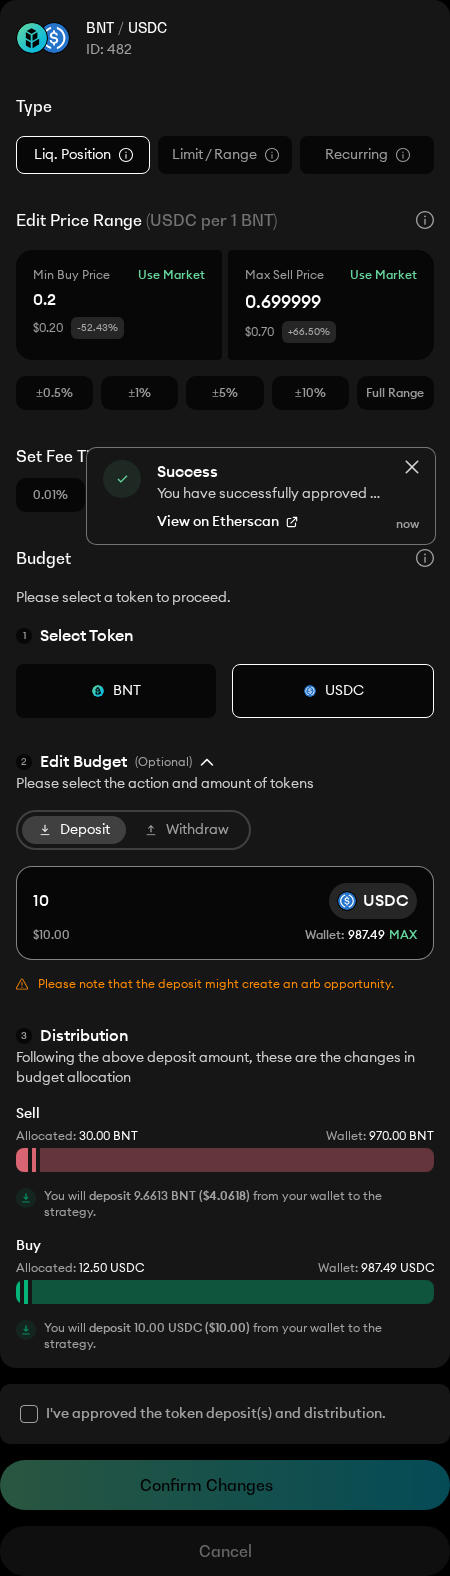 BNT / USDC
ID: 482
Type
Liq. Position
Limit / Range
Recurring
Edit Price Range (USDC per 1 BNT)
Min Buy Price
Use Market
Max Sell Price
Use Market
0.2
0.699999
$0.20
-52.43%
$0.70
+66.50%
±0.5%
±1%
±5%
±10%
Full Range
Set Fee
0.01%
Success
You have successfully approved ...
View on Etherscan
now
Budget
Please select a token to proceed.
1 Select Token
BNT
USDC
2 Edit Budget (Optional)
Please select the action and amount of tokens
Deposit
Withdraw
10
USDC
$10.00
Wallet: 987.49 MAX
Please note that the deposit might create an arb opportunity.
3 Distribution
Following the above deposit amount, these are the changes in
budget allocation
Sell
Allocated: 30.00 BNT
Wallet: 970.00 BNT
You will deposit 9.6613 BNT ($4.0618) from your wallet to the
strategy.
Buy
Allocated: 12.50 USDC
Wallet: 987.49 USDC
You will deposit 10.00 USDC ($10.00) from your wallet to the
strategy.
I've approved the token deposit(s) and distribution.
Confirm Changes
Cancel